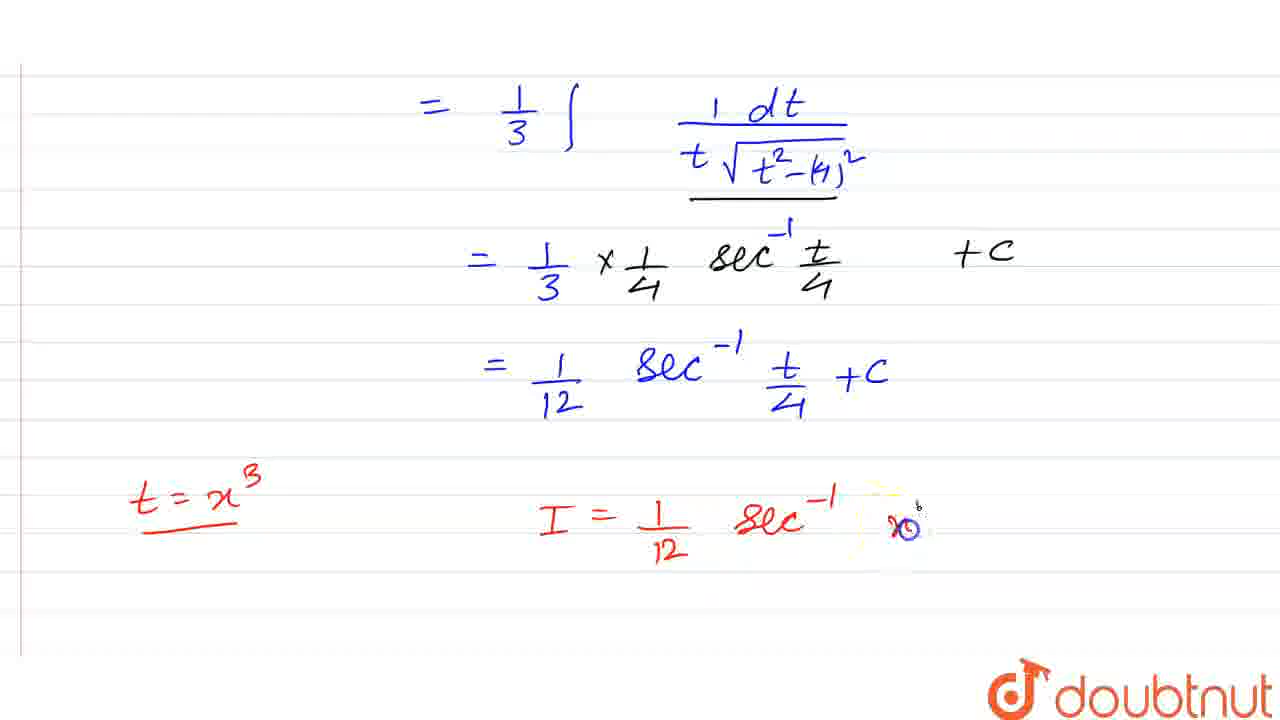 = 1/3 ∫ 1 dt / t √t² - (4)²
= 1/3 × 1/4 sec⁻¹ t/4 + c
= 1/12 sec⁻¹ t/4 + c
t = x³
I = 1/12 sec⁻¹ x
doubtnut